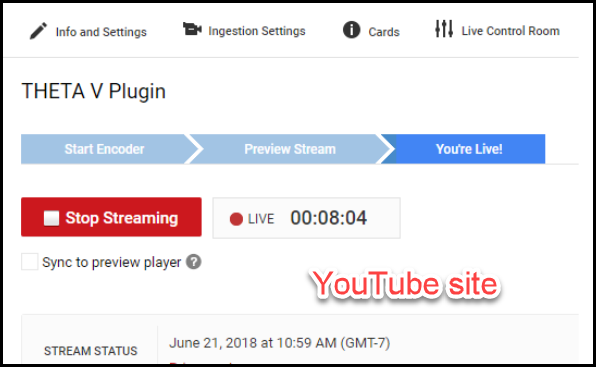 Info and Settings Ingestion Settings Cards Live Control Room
THETA V Plugin
Start Encoder Preview Stream You're Live!
Stop Streaming LIVE 00:08:04
Sync to preview player ?
YouTube site
June 21, 2018 at 10:59 AM (GMT-7)
STREAM STATUS